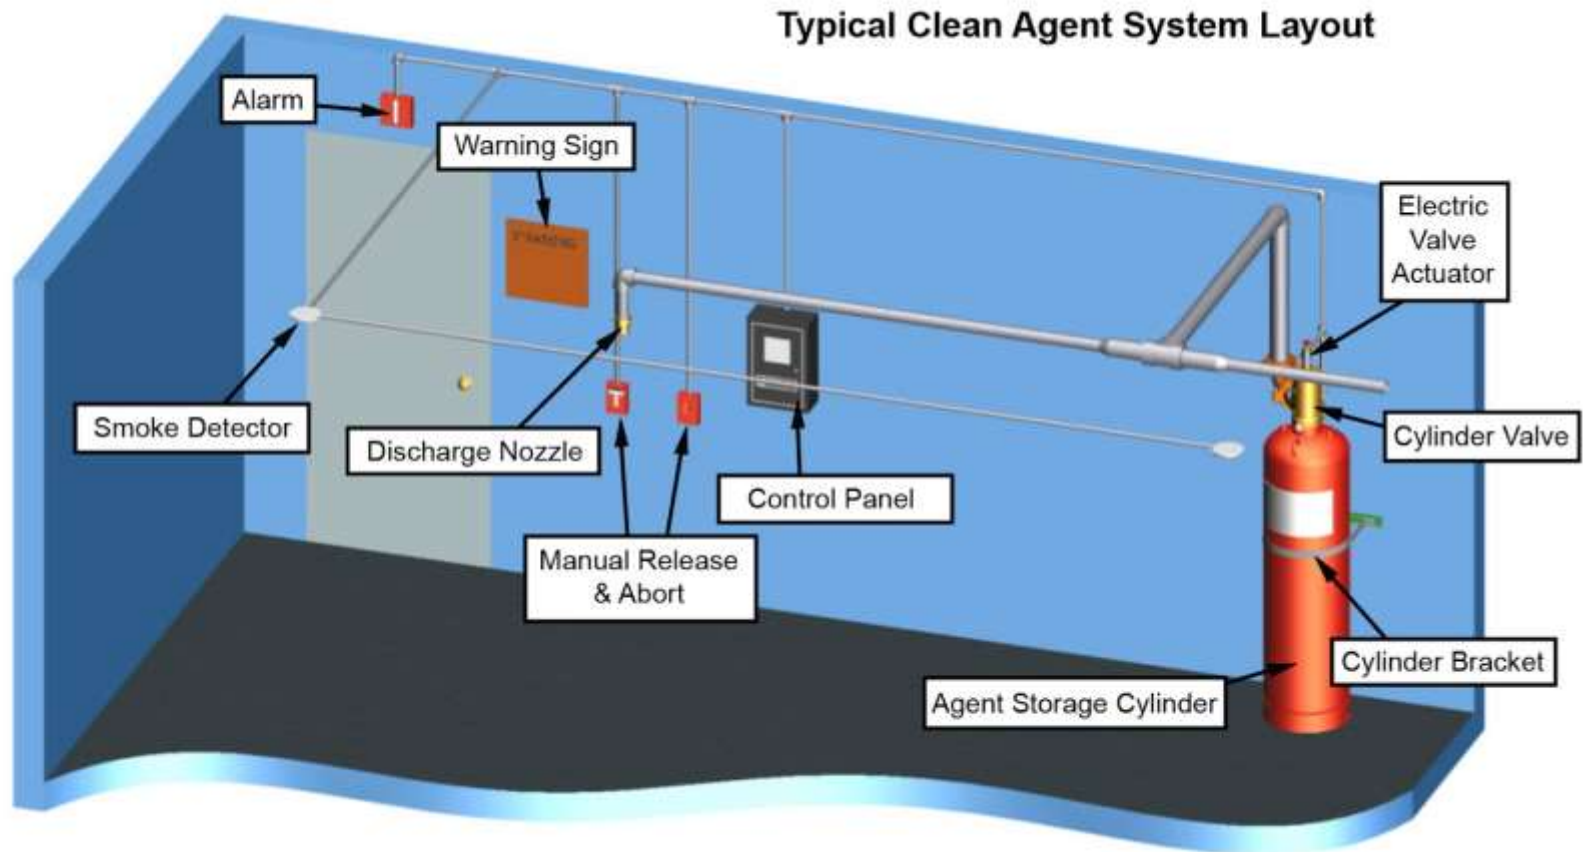 Typical Clean Agent System Layout
Alarm
Warning Sign
Electric
Valve
Actuator
WARNING
Smoke Detector
Discharge Nozzle
Cylinder Valve
Control Panel
Manual Release
& Abort
Cylinder Bracket
Agent Storage Cylinder